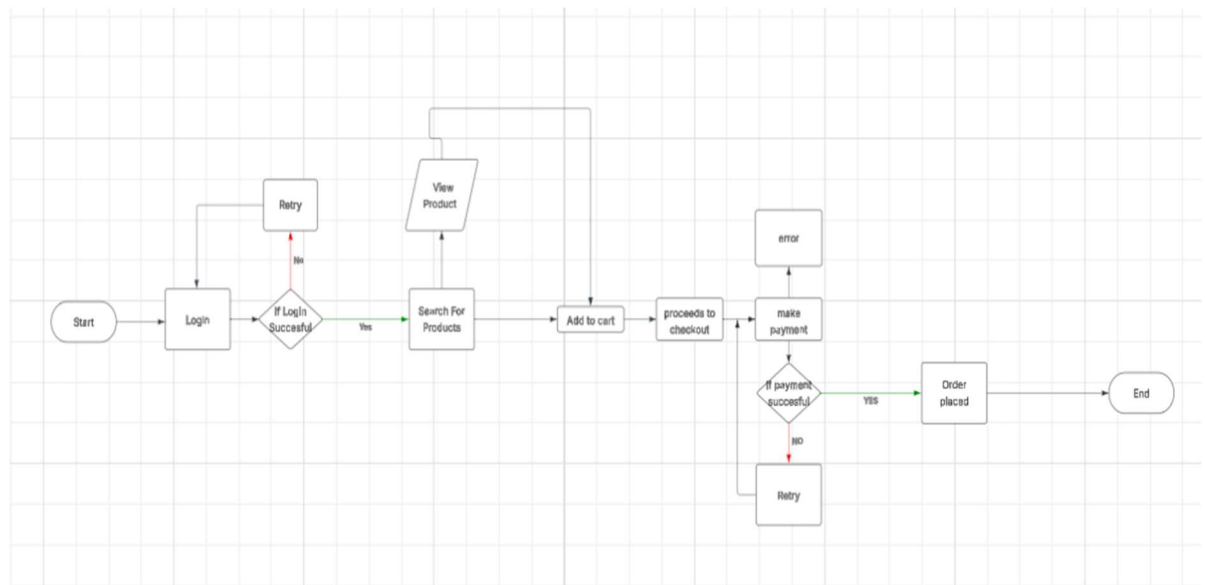 Start
Login
Retry
No
If Login
Succesful
Yes
View
Product
Search For
Products
Add to cart
proceeds to
checkout
error
make
payment
If payment
succesful
YES
NO
Retry
Order
placed
End